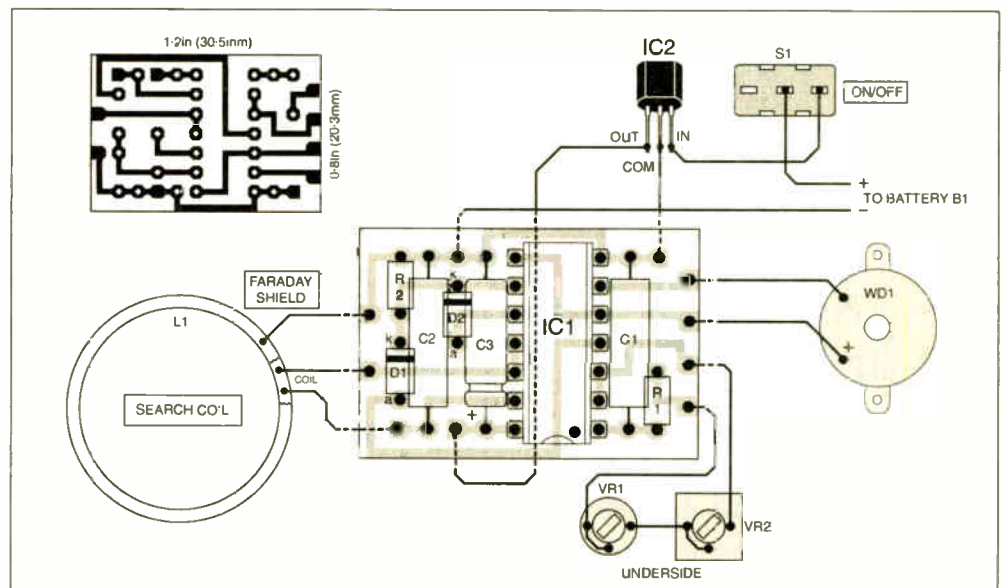 1·2in (30·5mm)
0·8in (20·3mm)
IC2
S1
ON/OFF
OUT
IN
COM
+
TO BATTERY B1
−
FARADAY
SHIELD
L1
COIL
SEARCH CO'L
R
2
C2
k
D1
a
k
D2
a
C3
+
IC1
C1
R
1
WD1
+
VR1
VR2
UNDERSIDE